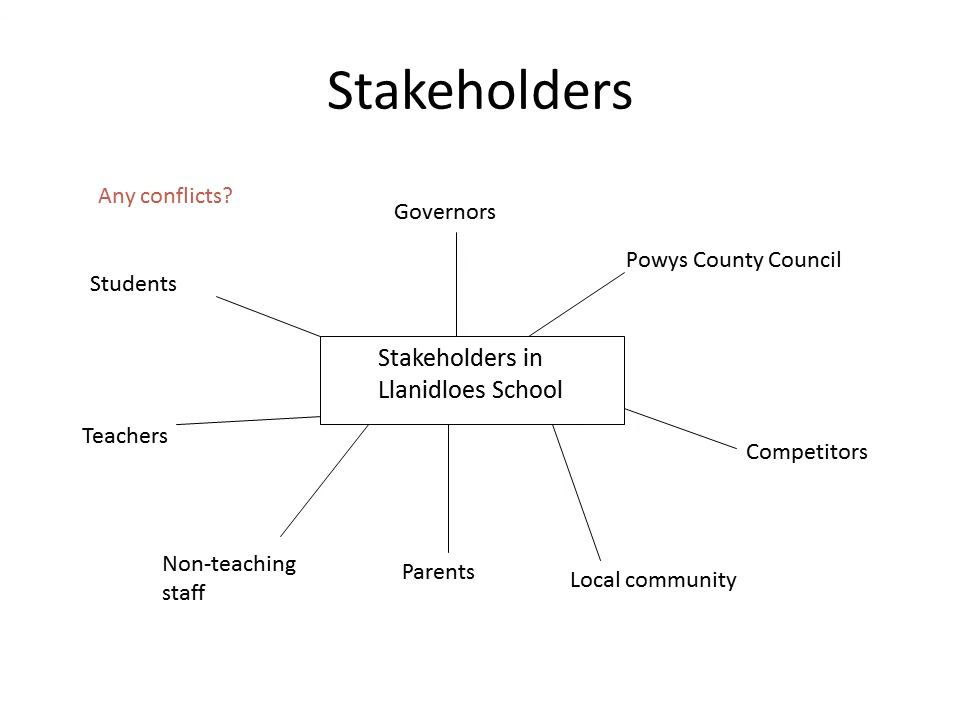 Stakeholders
Any conflicts?
Governors
Powys County Council
Students
Stakeholders in
Llanidloes School
Teachers
Competitors
Non-teaching
staff
Parents
Local community